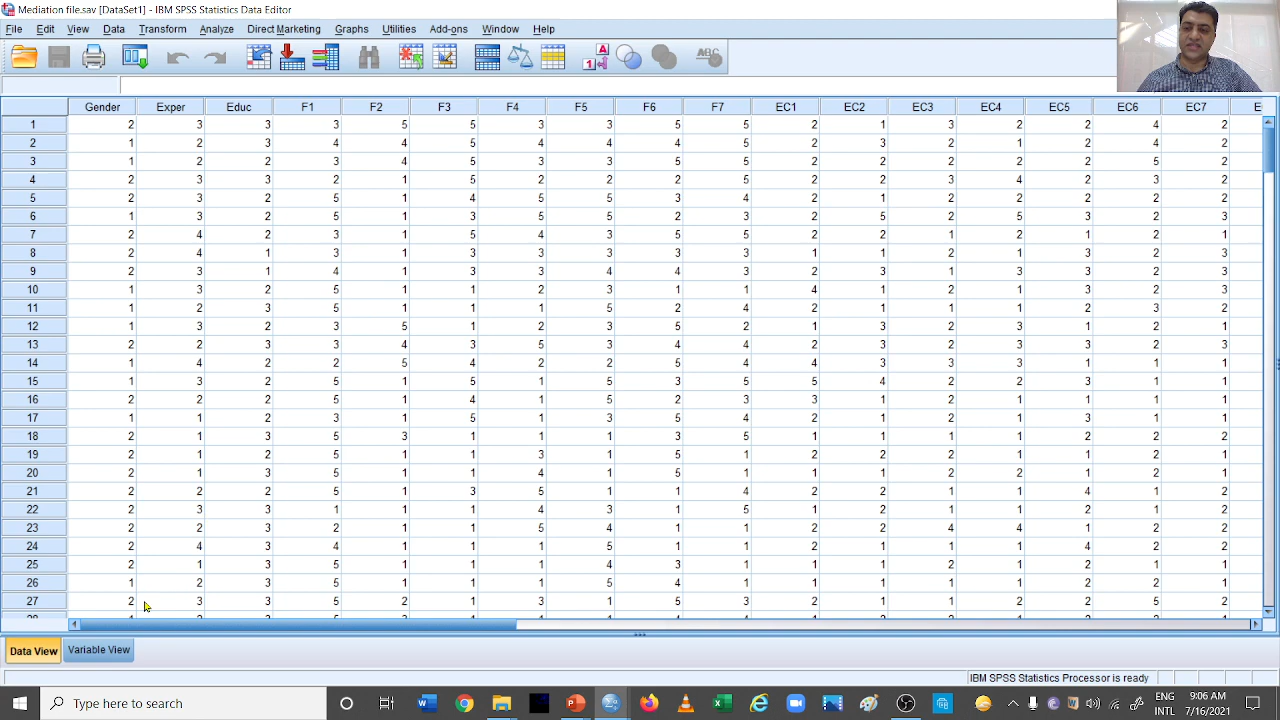 Mediation file.sav [DataSet1] - IBM SPSS Statistics Data Editor
File Edit View Data Transform Analyze Direct Marketing Graphs Utilities Add-ons Window Help
Gender Exper Educ F1 F2 F3 F4 F5 F6 F7 EC1 EC2 EC3 EC4 EC5 EC6 EC7 E
1 2 3 3 3 5 5 3 3 5 5 2 1 3 2 2 4 2
2 1 2 3 4 4 5 4 4 4 5 2 3 2 1 2 4 2
3 1 2 2 3 4 5 3 3 5 5 2 2 2 2 2 5 2
4 2 3 3 2 1 5 2 2 2 5 2 2 3 4 2 3 2
5 2 3 2 5 1 4 5 5 3 4 2 1 2 2 2 2 2
6 1 3 2 5 1 3 5 5 2 3 2 5 2 5 3 2 3
7 2 4 2 3 1 5 4 3 5 5 2 2 1 2 1 2 1
8 2 4 1 3 1 3 3 3 3 3 1 1 2 1 3 2 3
9 2 3 1 4 1 3 3 4 4 3 2 3 1 3 3 2 3
10 1 3 2 5 1 1 2 3 1 1 4 1 2 1 3 2 3
11 1 2 3 5 1 1 1 5 2 4 2 1 1 1 2 3 2
12 1 3 2 3 5 1 2 3 5 2 1 3 2 3 1 2 1
13 2 2 3 3 4 3 5 3 4 4 2 3 2 3 3 2 3
14 1 4 2 2 5 4 2 2 5 4 4 3 3 3 1 1 1
15 1 3 2 5 1 5 1 5 3 5 5 4 2 2 3 1 1
16 2 2 2 5 1 4 1 5 2 3 3 1 2 1 1 1 1
17 1 1 2 3 1 5 1 3 5 4 2 1 2 1 3 1 1
18 2 1 3 5 3 1 1 1 3 5 1 1 1 1 2 2 2
19 2 1 2 5 1 1 3 1 5 1 2 2 2 1 1 2 1
20 2 1 3 5 1 1 4 1 5 1 1 1 2 2 1 2 1
21 2 2 2 5 1 3 5 1 1 4 2 2 1 1 4 1 2
22 2 3 3 1 1 1 4 3 1 5 1 2 1 1 2 1 2
23 2 2 3 2 1 1 5 4 1 1 2 2 4 4 1 2 2
24 2 4 3 4 1 1 1 5 1 1 2 1 1 1 4 2 2
25 2 1 3 5 1 1 1 4 3 1 1 1 2 1 2 1 1
26 1 2 3 5 1 1 1 5 4 1 1 1 1 1 2 2 1
27 2 3 3 5 2 1 3 1 5 3 2 1 1 2 2 5 2
Data View Variable View
IBM SPSS Statistics Processor is ready
Type here to search
ENG 9:06 AM
INTL 7/16/2021